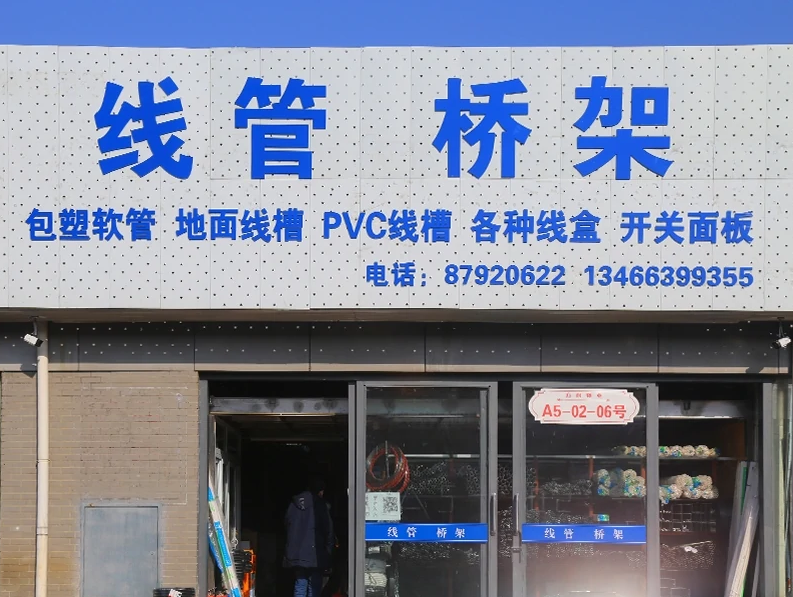 线管 桥架
包塑软管 地面线槽 PVC线槽 各种线盒 开关面板
电话：87920622 13466399355
A5-02-06号
线管 桥架
线管 桥架